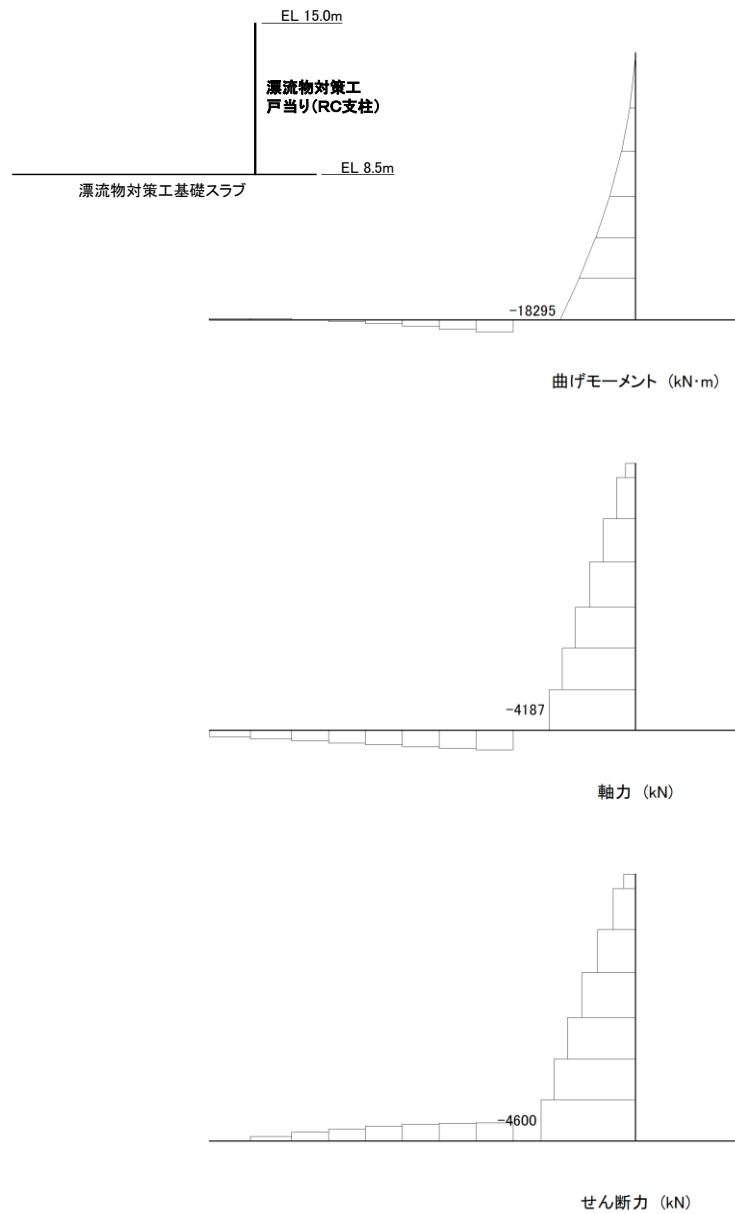 EL 15.0m
漂流物対策工
戸当り(RC支柱)
EL 8.5m
漂流物対策工基礎スラブ
-18295
曲げモーメント (kN·m)
-4187
軸力 (kN)
-4600
せん断力 (kN)